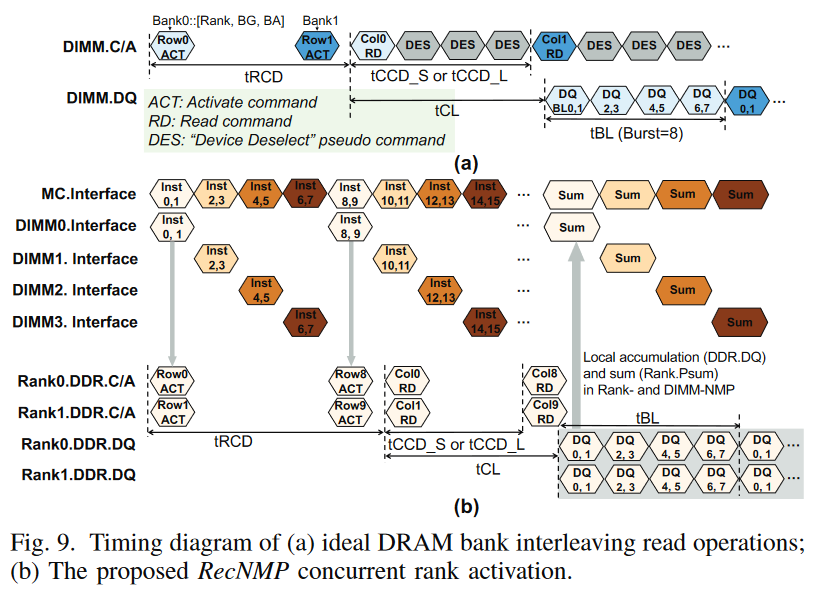 Bank0::[Rank, BG, BA]
Bank1
DIMM.C/A
Row0 ACT
Row1 ACT
Col0 RD
DES
DES
DES
Col1 RD
DES
DES
DES
...
tRCD
tCCD_S or tCCD_L
DIMM.DQ
DQ BL0,1
DQ 2,3
DQ 4,5
DQ 6,7
DQ 0,1
...
tCL
tBL (Burst=8)
ACT: Activate command
RD: Read command
DES: “Device Deselect” pseudo command
(a)
MC.Interface
Inst 0,1
Inst 2,3
Inst 4,5
Inst 6,7
Inst 8,9
Inst 10,11
Inst 12,13
Inst 14,15
...
Sum
Sum
Sum
Sum
DIMM0.Interface
Inst 0, 1
Inst 8, 9
...
Sum
DIMM1. Interface
Inst 2,3
Inst 10,11
...
Sum
DIMM2. Interface
Inst 4,5
Inst 12,13
...
Sum
DIMM3. Interface
Inst 6,7
Inst 14,15
...
Sum
Local accumulation (DDR.DQ)
and sum (Rank.Psum)
in Rank- and DIMM-NMP
Rank0.DDR.C/A
Row0 ACT
Row8 ACT
Col0 RD
Col8 RD
Rank1.DDR.C/A
Row1 ACT
Row9 ACT
Col1 RD
Col9 RD
tRCD
tCCD_S or tCCD_L
tBL
tCL
Rank0.DDR.DQ
DQ 0, 1
DQ 2, 3
DQ 4, 5
DQ 6, 7
DQ 0, 1
...
Rank1.DDR.DQ
DQ 0, 1
DQ 2, 3
DQ 4, 5
DQ 6, 7
DQ 0, 1
...
(b)
Fig. 9. Timing diagram of (a) ideal DRAM bank interleaving read operations;
(b) The proposed RecNMP concurrent rank activation.